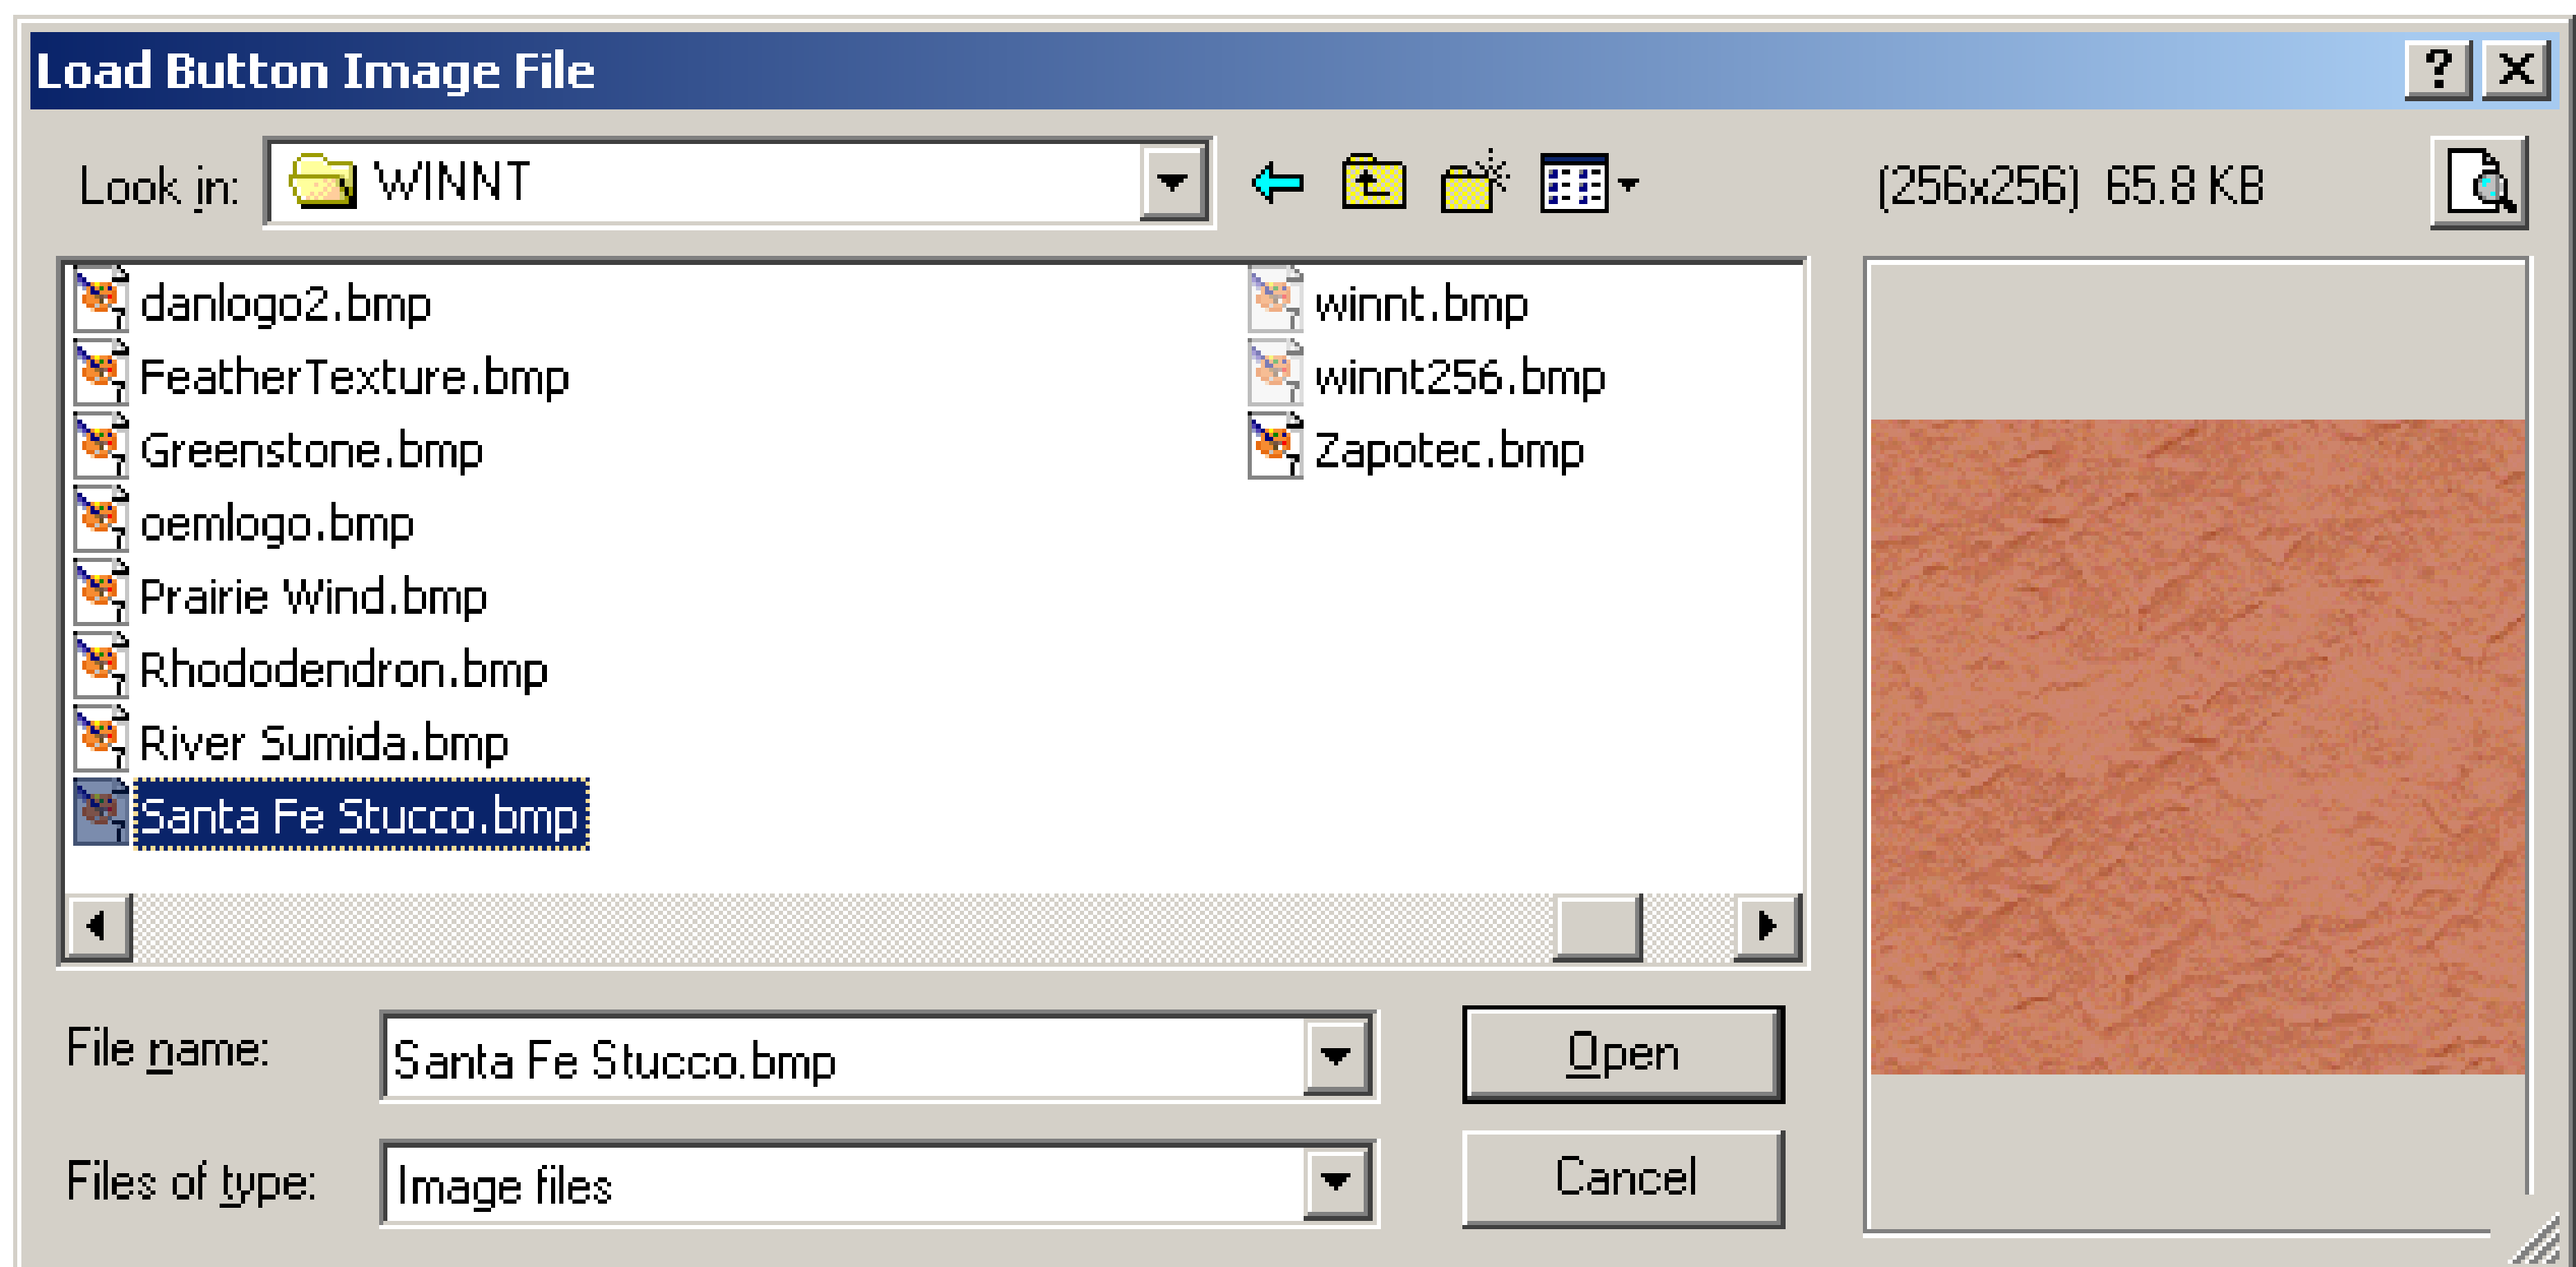 Load Button Image File
Look in: WINNT (256x256) 65.8 KB
danlogo2.bmp
FeatherTexture.bmp
Greenstone.bmp
oemlogo.bmp
Prairie Wind.bmp
Rhododendron.bmp
River Sumida.bmp
Santa Fe Stucco.bmp
winnt.bmp
winnt256.bmp
Zapotec.bmp
File name: Santa Fe Stucco.bmp Open
Files of type: Image files Cancel